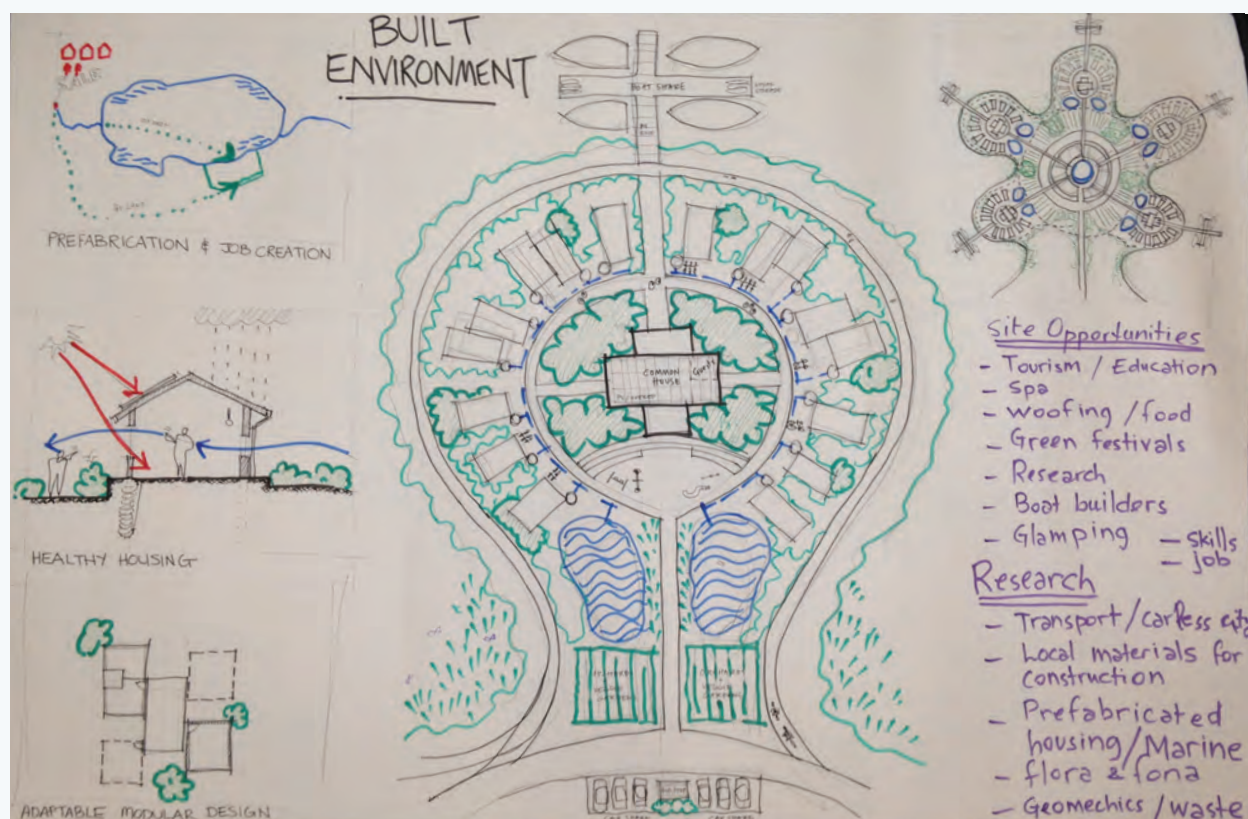 BUILT
ENVIRONMENT
PREFABRICATION & JOB CREATION
HEALTHY HOUSING
ADAPTABLE MODULAR DESIGN
BOAT SHARE
COMMON
HOUSE
Site Opportunities
- Tourism / Education
- Spa
- Woofing / food
- Green festivals
- Research
- Boat builders
- Glamping - Skills
- job
Research
- Transport/carless city
- Local materials for
construction
- Prefabricated
housing/Marine
- flora & fona
- Geomechics / waste